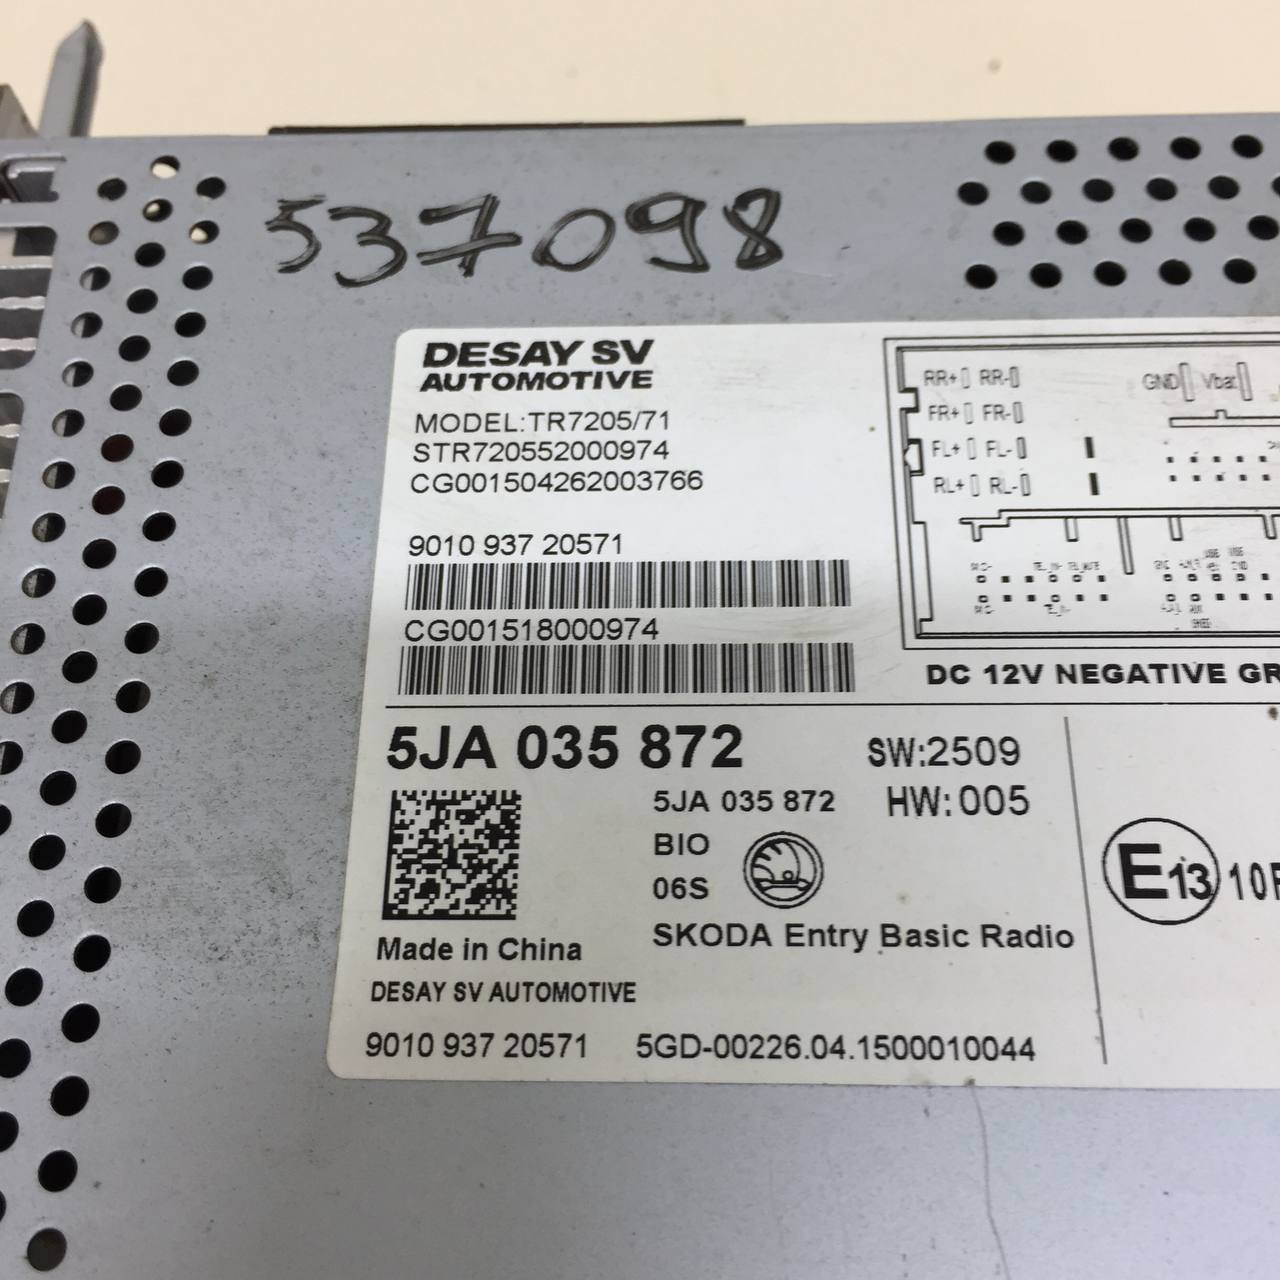 537098
DESAY SV
AUTOMOTIVE
MODEL:TR7205/71
STR720552000974
CG001504262003766
9010 937 20571
CG001518000974
RR+ RR- GND Vbat
FR+ FR-
FL+ FL-
RL+ RL-
DC 12V NEGATIVE GR
5JA 035 872 SW:2509
5JA 035 872 HW:005
BIO
06S
SKODA Entry Basic Radio
E13 10R
Made in China
DESAY SV AUTOMOTIVE
9010 937 20571 5GD-00226.04.1500010044